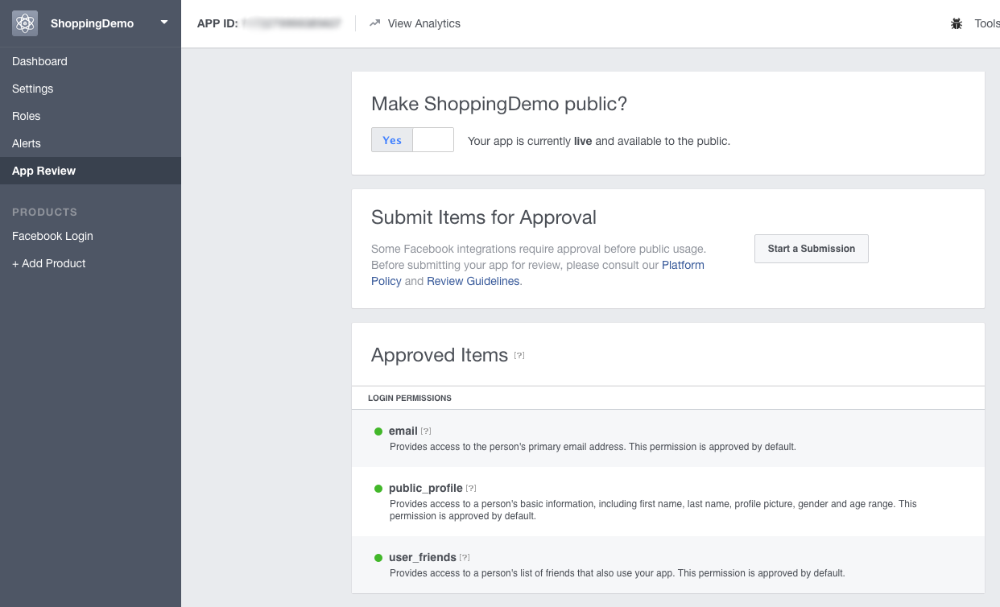 ShoppingDemo
Dashboard
Settings
Roles
Alerts
App Review
PRODUCTS
Facebook Login
+ Add Product
APP ID:
View Analytics
Tools
Make ShoppingDemo public?
Yes
Your app is currently live and available to the public.
Submit Items for Approval
Some Facebook integrations require approval before public usage.
Before submitting your app for review, please consult our Platform
Policy and Review Guidelines.
Start a Submission
Approved Items [?]
LOGIN PERMISSIONS
email [?]
Provides access to the person's primary email address. This permission is approved by default.
public_profile [?]
Provides access to a person's basic information, including first name, last name, profile picture, gender and age range. This
permission is approved by default.
user_friends [?]
Provides access to a person's list of friends that also use your app. This permission is approved by default.